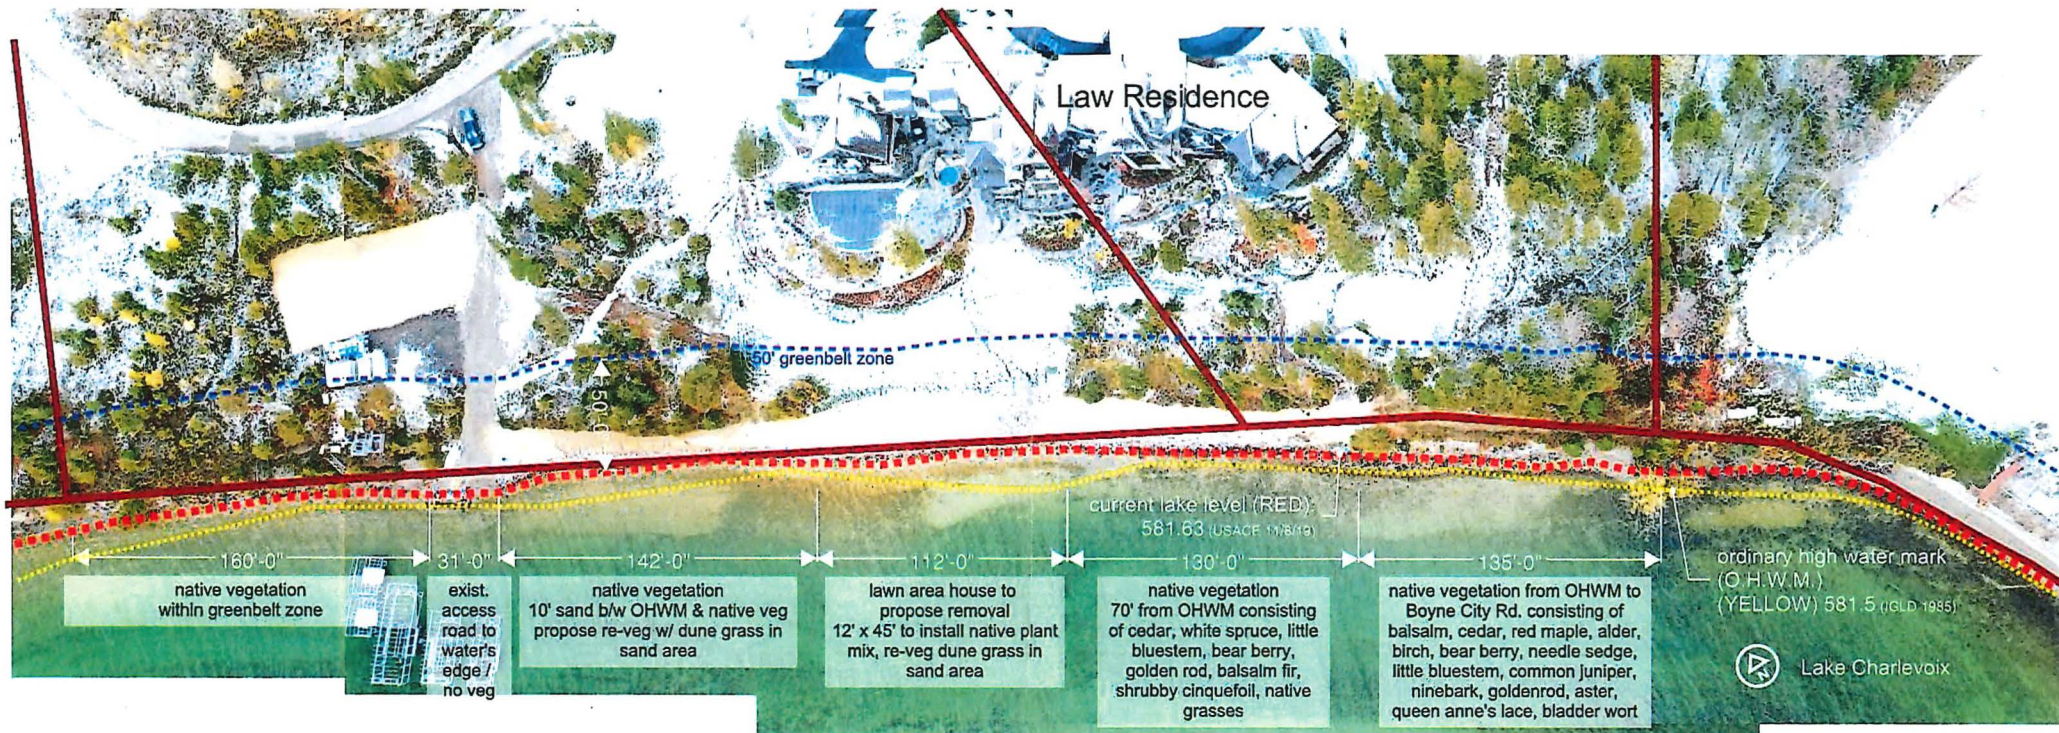 Law Residence
50' greenbelt zone
50'-0"
current lake level (RED)
581.63 (USACE 11/8/19)
160'-0"
31'-0"
142'-0"
112'-0"
130'-0"
135'-0"
native vegetation
within greenbelt zone
exist.
access
road to
water's
edge /
no veg
native vegetation
10' sand b/w OHWM & native veg
propose re-veg w/ dune grass in
sand area
lawn area house to
propose removal
12' x 45' to install native plant
mix, re-veg dune grass in
sand area
native vegetation
70' from OHWM consisting
of cedar, white spruce, little
bluestem, bear berry,
golden rod, balsalm fir,
shrubby cinquefoil, native
grasses
native vegetation from OHWM to
Boyne City Rd. consisting of
balsalm, cedar, red maple, alder,
birch, bear berry, needle sedge,
little bluestem, common juniper,
ninebark, goldenrod, aster,
queen anne's lace, bladder wort
ordinary high water mark
(O.H.W.M.)
(YELLOW) 581.5 (IGLD 1985)
N
Lake Charlevoix